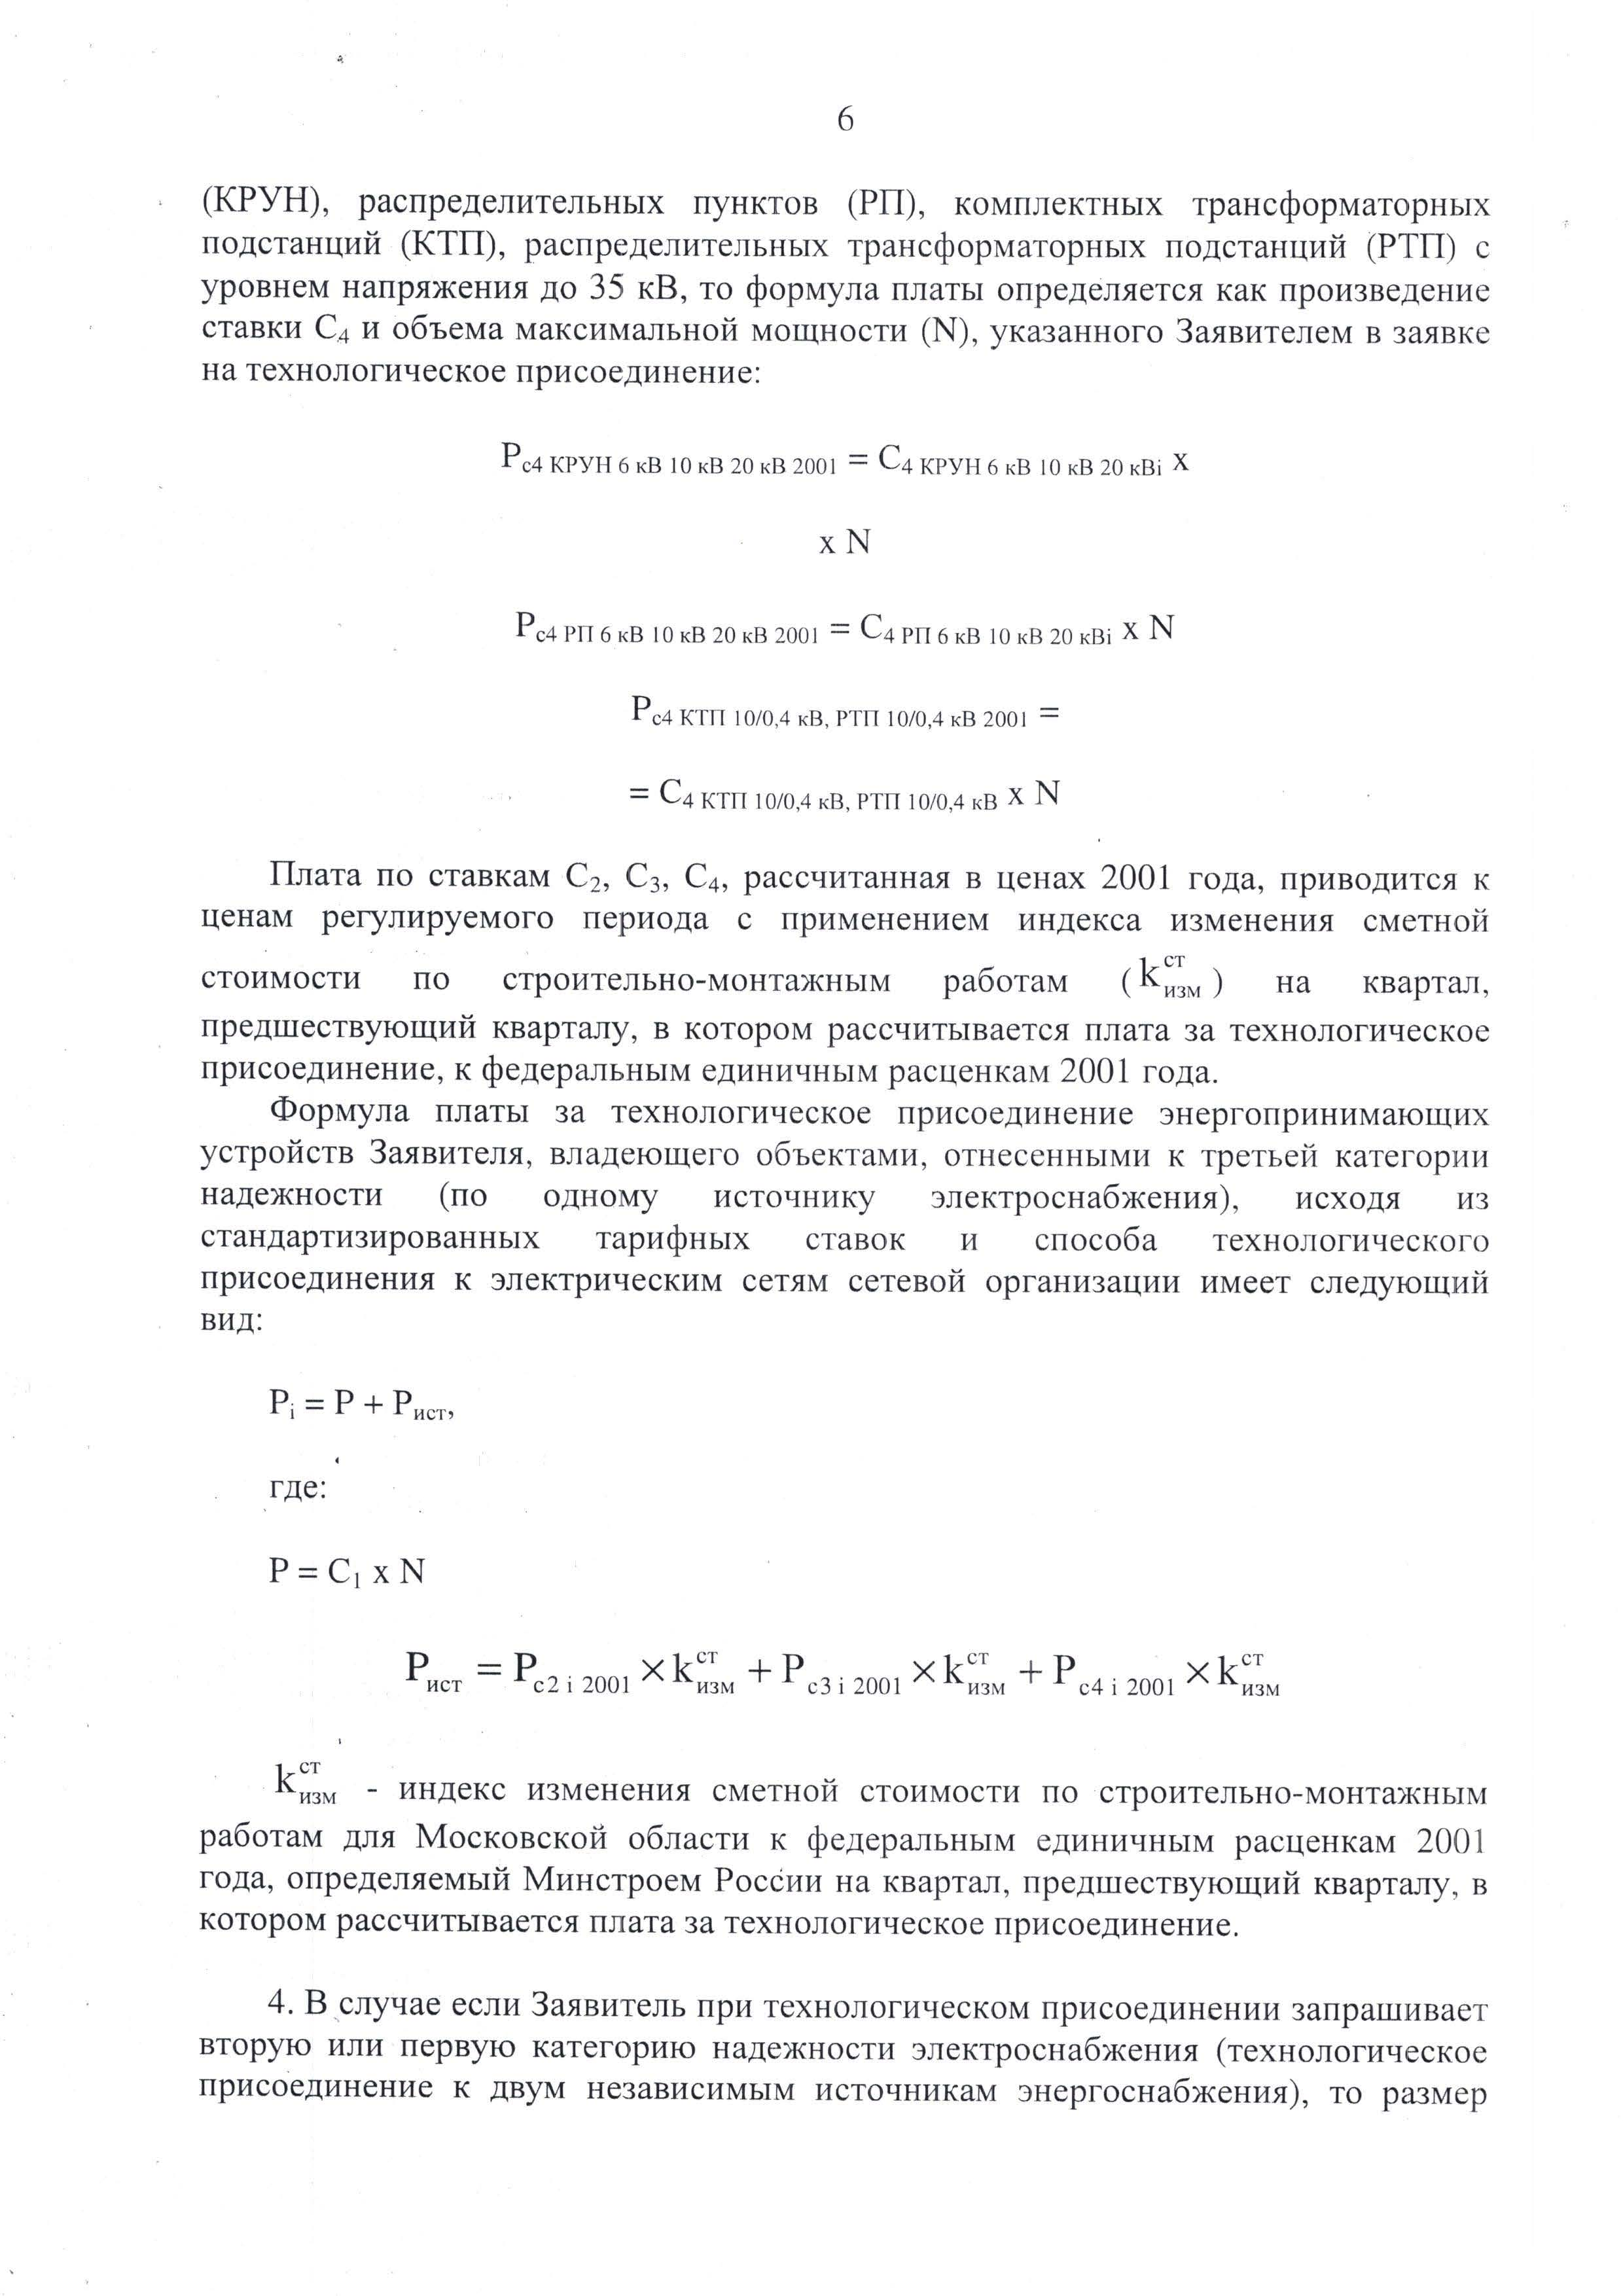 6
(КРУН), распределительных пунктов (РП), комплектных трансформаторных
подстанций (КТП), распределительных трансформаторных подстанций (РТП) с
уровнем напряжения до 35 кВ, то формула платы определяется как произведение
ставки С₄ и объема максимальной мощности (N), указанного Заявителем в заявке
на технологическое присоединение:
Pс4 КРУН 6 кВ 10 кВ 20 кВ 2001 = С4 КРУН 6 кВ 10 кВ 20 кВi x
x N
Pс4 РП 6 кВ 10 кВ 20 кВ 2001 = С4 РП 6 кВ 10 кВ 20 кВi x N
Pс4 КТП 10/0,4 кВ, РТП 10/0,4 кВ 2001 =
= С4 КТП 10/0,4 кВ, РТП 10/0,4 кВ x N
Плата по ставкам С₂, С₃, С₄, рассчитанная в ценах 2001 года, приводится к
ценам регулируемого периода с применением индекса изменения сметной
стоимости по строительно-монтажным работам (k ст изм) на квартал,
предшествующий кварталу, в котором рассчитывается плата за технологическое
присоединение, к федеральным единичным расценкам 2001 года.
Формула платы за технологическое присоединение энергопринимающих
устройств Заявителя, владеющего объектами, отнесенными к третьей категории
надежности (по одному источнику электроснабжения), исходя из
стандартизированных тарифных ставок и способа технологического
присоединения к электрическим сетям сетевой организации имеет следующий
вид:
Pi = P + Pист,
где:
P = C₁ x N
Pист = Pс2 i 2001 × k ст изм + Pс3 i 2001 × k ст изм + Pс4 i 2001 × k ст изм
k ст изм - индекс изменения сметной стоимости по строительно-монтажным
работам для Московской области к федеральным единичным расценкам 2001
года, определяемый Минстроем России на квартал, предшествующий кварталу, в
котором рассчитывается плата за технологическое присоединение.
4. В случае если Заявитель при технологическом присоединении запрашивает
вторую или первую категорию надежности электроснабжения (технологическое
присоединение к двум независимым источникам энергоснабжения), то размер